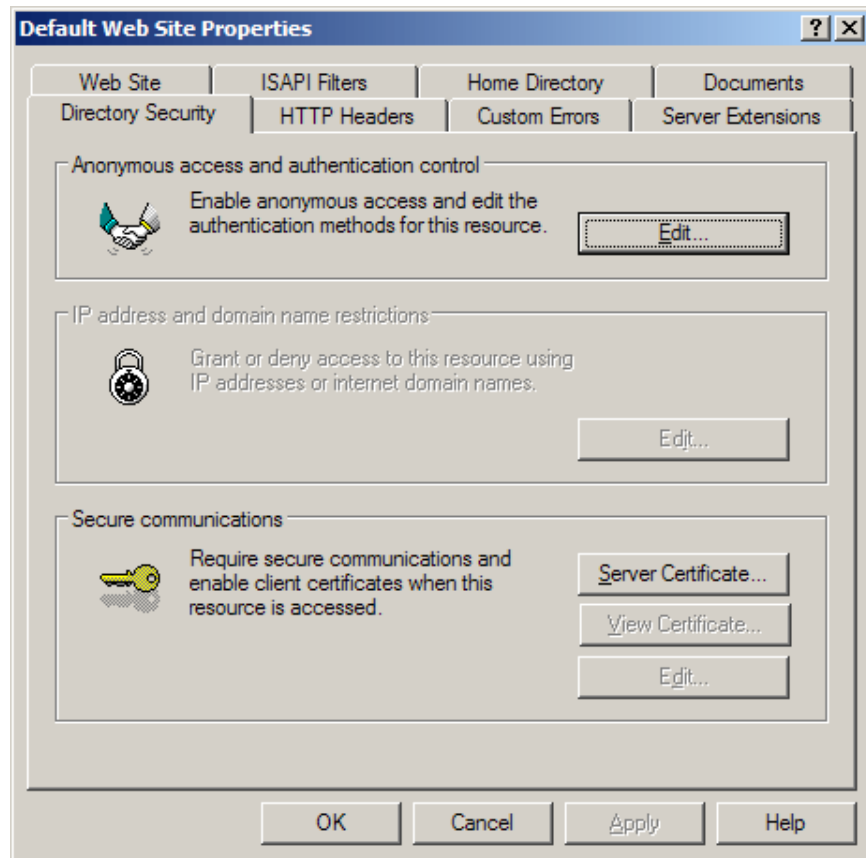 Default Web Site Properties
Web Site ISAPI Filters Home Directory Documents
Directory Security HTTP Headers Custom Errors Server Extensions
Anonymous access and authentication control
Enable anonymous access and edit the
authentication methods for this resource.
Edit...
IP address and domain name restrictions
Grant or deny access to this resource using
IP addresses or internet domain names.
Edit...
Secure communications
Require secure communications and
enable client certificates when this
resource is accessed.
Server Certificate...
View Certificate...
Edit...
OK Cancel Apply Help